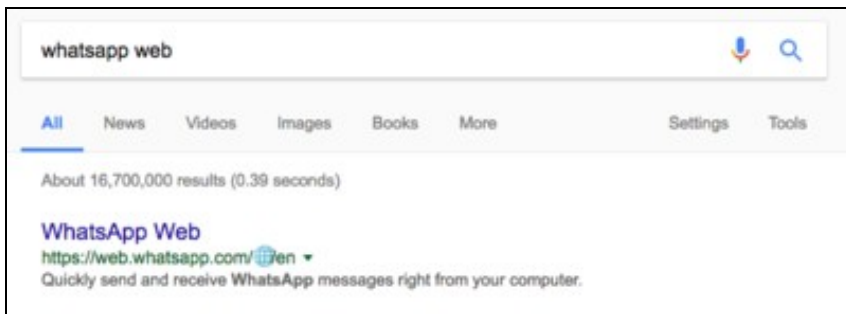 whatsapp web
All News Videos Images Books More Settings Tools
About 16,700,000 results (0.39 seconds)
WhatsApp Web
https://web.whatsapp.com/🌐/en
Quickly send and receive WhatsApp messages right from your computer.